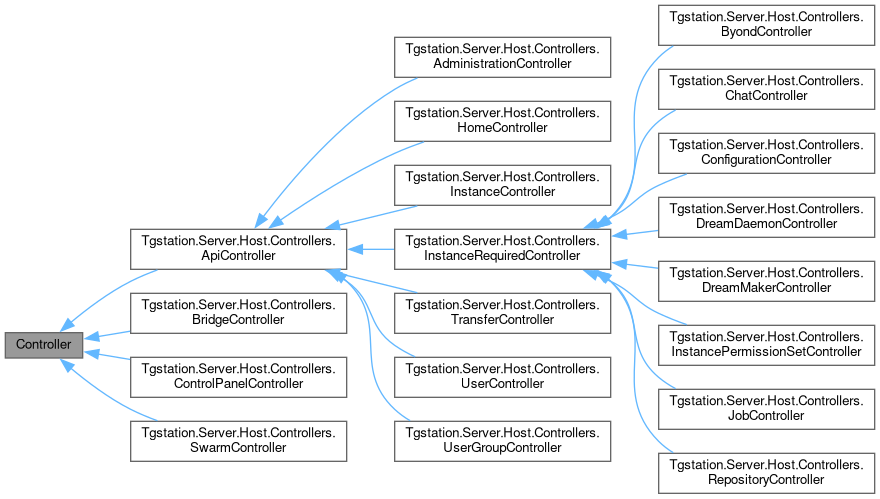 Controller
Tgstation.Server.Host.Controllers.
ApiController
Tgstation.Server.Host.Controllers.
BridgeController
Tgstation.Server.Host.Controllers.
ControlPanelController
Tgstation.Server.Host.Controllers.
SwarmController
Tgstation.Server.Host.Controllers.
AdministrationController
Tgstation.Server.Host.Controllers.
HomeController
Tgstation.Server.Host.Controllers.
InstanceController
Tgstation.Server.Host.Controllers.
InstanceRequiredController
Tgstation.Server.Host.Controllers.
TransferController
Tgstation.Server.Host.Controllers.
UserController
Tgstation.Server.Host.Controllers.
UserGroupController
Tgstation.Server.Host.Controllers.
ByondController
Tgstation.Server.Host.Controllers.
ChatController
Tgstation.Server.Host.Controllers.
ConfigurationController
Tgstation.Server.Host.Controllers.
DreamDaemonController
Tgstation.Server.Host.Controllers.
DreamMakerController
Tgstation.Server.Host.Controllers.
InstancePermissionSetController
Tgstation.Server.Host.Controllers.
JobController
Tgstation.Server.Host.Controllers.
RepositoryController